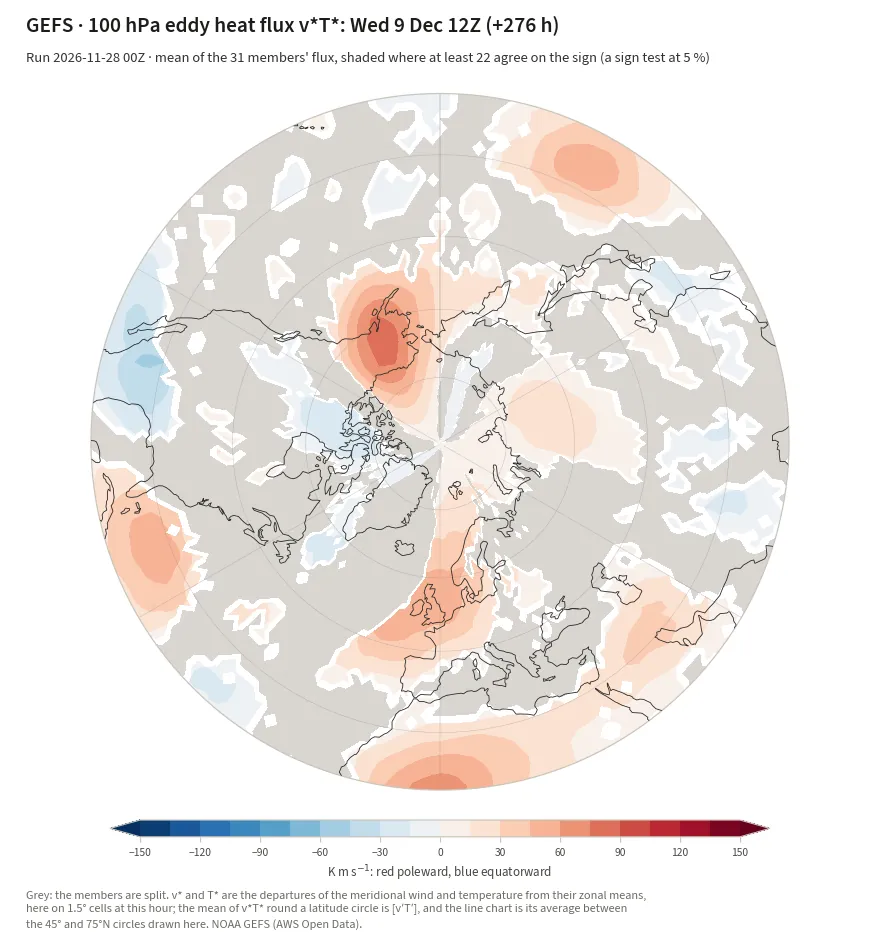 GEFS · 100 hPa eddy heat flux v*T*: Wed 9 Dec 12Z (+276 h)
Run 2026-11-28 00Z · mean of the 31 members' flux, shaded where at least 22 agree on the sign (a sign test at 5 %)
−150 −120 −90 −60 −30 0 30 60 90 120 150
K m s⁻¹: red poleward, blue equatorward
Grey: the members are split. v* and T* are the departures of the meridional wind and temperature from their zonal means,
here on 1.5° cells at this hour; the mean of v*T* round a latitude circle is [v'T'], and the line chart is its average between
the 45° and 75°N circles drawn here. NOAA GEFS (AWS Open Data).